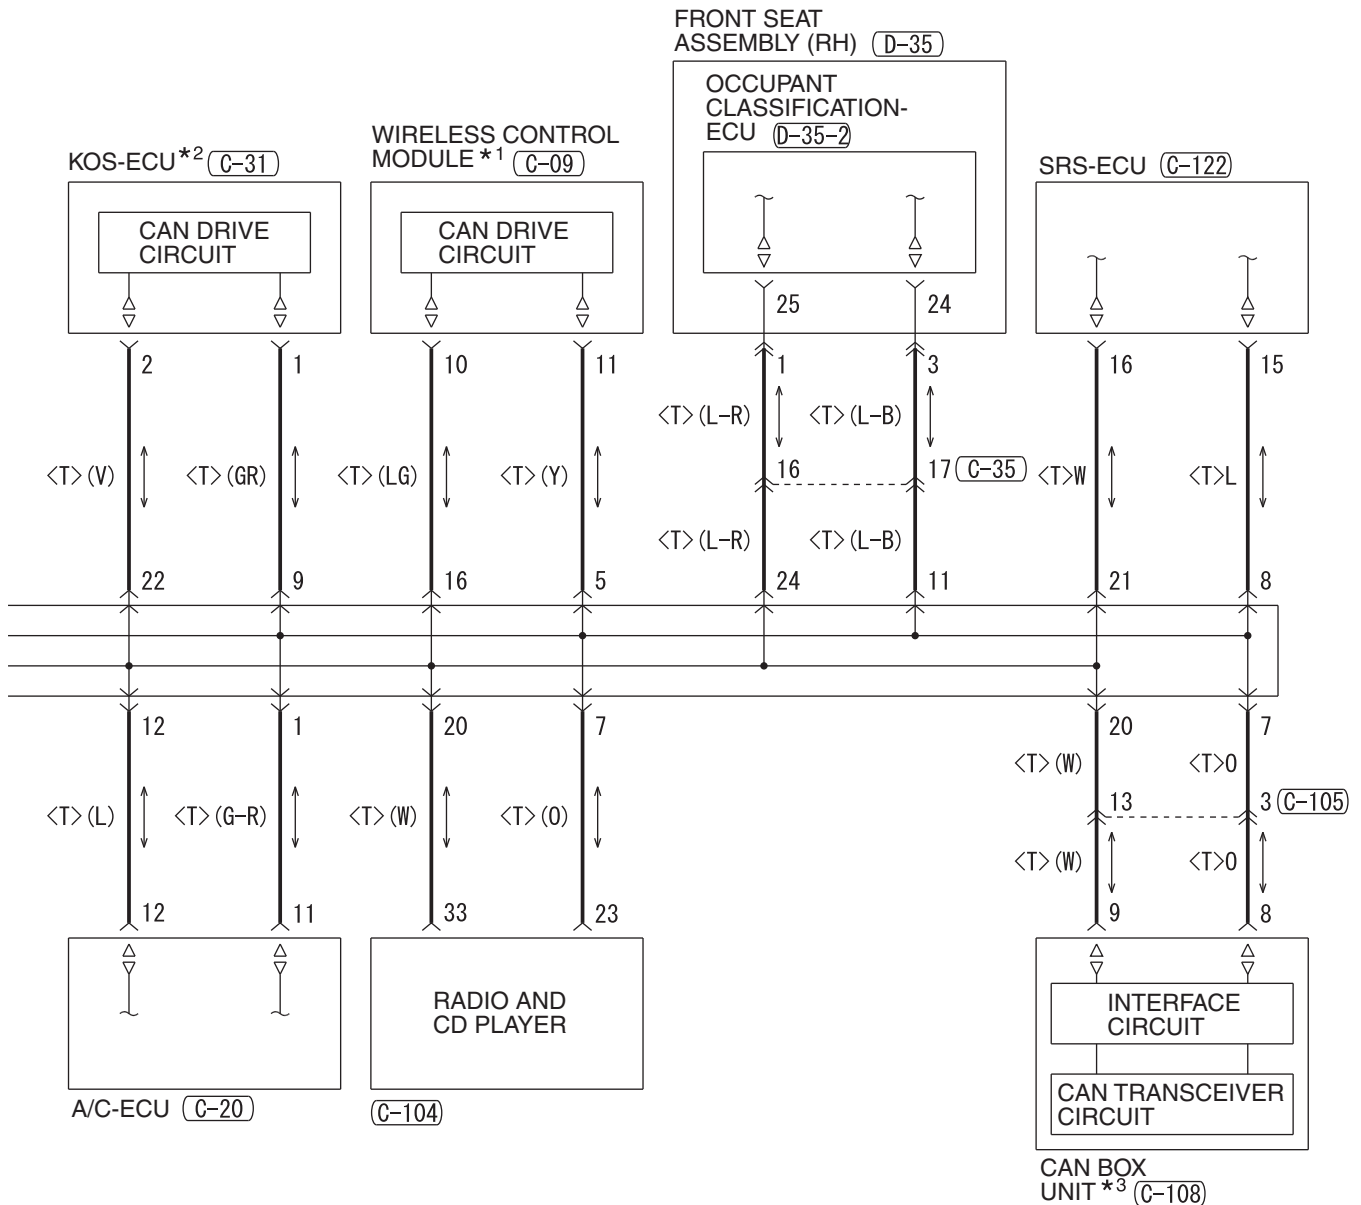 FRONT SEAT
ASSEMBLY (RH) D-35
OCCUPANT
CLASSIFICATION-
ECU D-35-2
WIRELESS CONTROL
MODULE *1 C-09
KOS-ECU*2 C-31
SRS-ECU C-122
CAN DRIVE
CIRCUIT
CAN DRIVE
CIRCUIT
25 24
2 1 10 11 1 3 16 15
<T>(L-R) <T>(L-B)
<T>(V) <T>(GR) <T>(LG) <T>(Y) 16 17 C-35 <T>W <T>L
<T>(L-R) <T>(L-B)
22 9 16 5 24 11 21 8
12 1 20 7 20 7
<T>(W) <T>O
13 3 C-105
<T>(L) <T>(G-R) <T>(W) <T>(O)
<T>(W) <T>O
12 11 33 23 9 8
RADIO AND
CD PLAYER
INTERFACE
CIRCUIT
CAN TRANSCEIVER
CIRCUIT
A/C-ECU C-20
C-104
CAN BOX
UNIT *3 C-108